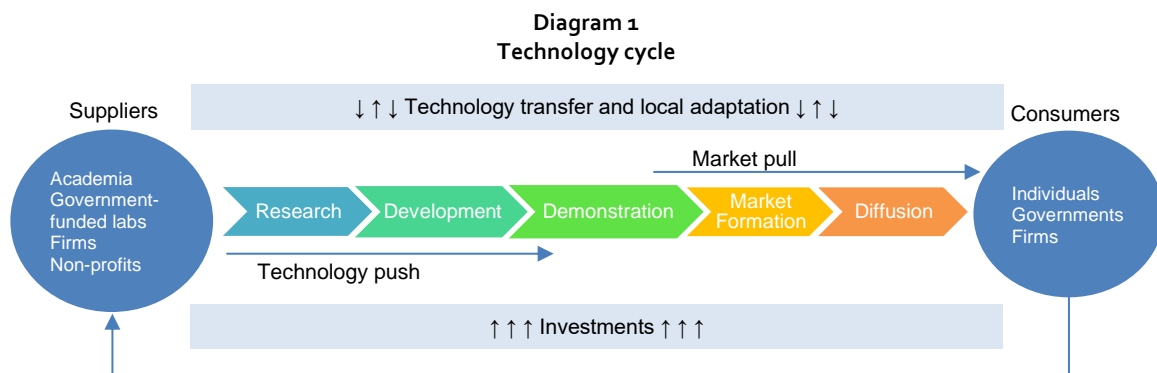 Diagram 1
Technology cycle
↓ ↑ ↓ Technology transfer and local adaptation ↓ ↑ ↓
Suppliers
Consumers
Market pull
Academia
Government-
funded labs
Firms
Non-profits
Research
Development
Demonstration
Market
Formation
Diffusion
Individuals
Governments
Firms
Technology push
↑ ↑ ↑ Investments ↑ ↑ ↑